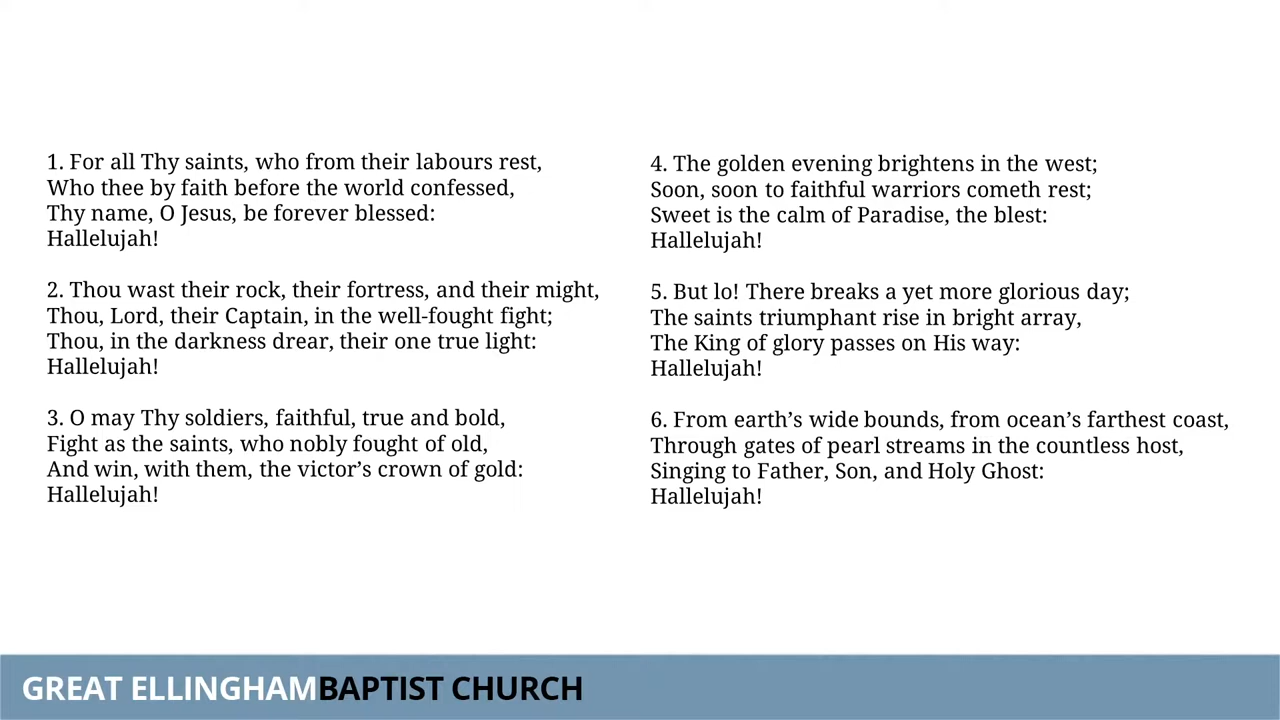 1. For all Thy saints, who from their labours rest,
Who thee by faith before the world confessed,
Thy name, O Jesus, be forever blessed:
Hallelujah!
2. Thou wast their rock, their fortress, and their might,
Thou, Lord, their Captain, in the well-fought fight;
Thou, in the darkness drear, their one true light:
Hallelujah!
3. O may Thy soldiers, faithful, true and bold,
Fight as the saints, who nobly fought of old,
And win, with them, the victor’s crown of gold:
Hallelujah!
4. The golden evening brightens in the west;
Soon, soon to faithful warriors cometh rest;
Sweet is the calm of Paradise, the blest:
Hallelujah!
5. But lo! There breaks a yet more glorious day;
The saints triumphant rise in bright array,
The King of glory passes on His way:
Hallelujah!
6. From earth’s wide bounds, from ocean’s farthest coast,
Through gates of pearl streams in the countless host,
Singing to Father, Son, and Holy Ghost:
Hallelujah!
GREAT ELLINGHAMBAPTIST CHURCH